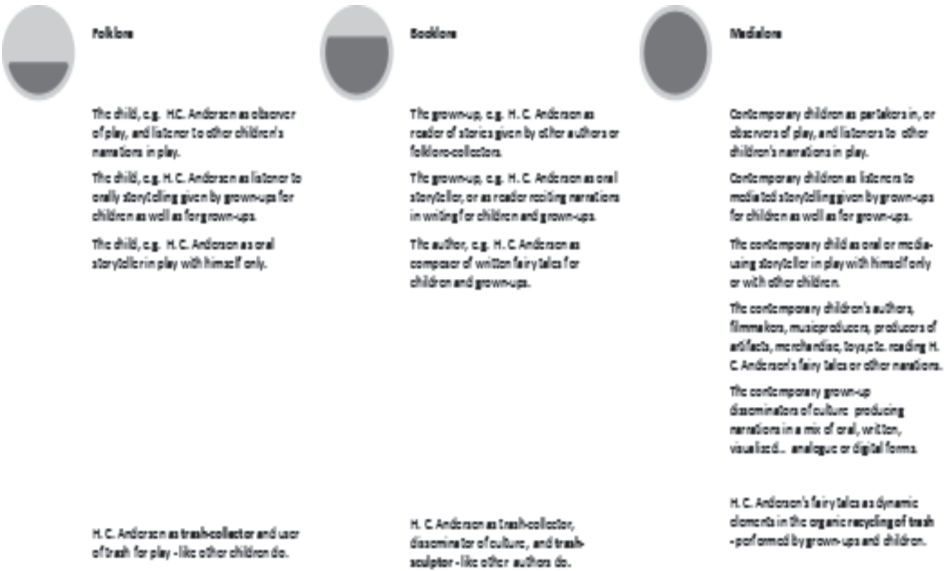 Folklore
The child, e.g. H.C. Andersen as observer
of play, and listener to other children's
narrations in play.
The child, e.g. H. C. Andersen as listener to
orally storytelling given by grown-ups for
children as well as for grown-ups.
The child, e.g. H. C. Andersen as oral
storyteller in play with himself only.
H. C. Andersen as trash-collector and user
of trash for play - like other children do.
Booklore
The grown-up, e.g. H. C. Andersen as
reader of stories given by other authors or
folklore-collectors.
The grown-up, e.g. H. C. Andersen as oral
storyteller, or as reader reciting narrations
in writing for children and grown-ups.
The author, e.g. H. C. Andersen as
composer of written fairy tales for
children and grown-ups.
H. C. Andersen as trash-collector,
disseminator of culture, and trash-
sculptor - like other authors do.
Medialore
Contemporary children as partakers in, or
observers of play, and listeners to other
children's narrations in play.
Contemporary children as listeners to
mediated storytelling given by grown-ups
for children as well as for grown-ups.
The contemporary child as oral or media-
using storyteller in play with himself only
or with other children.
The contemporary children's authors,
filmmakers, musicproducers, producers of
artifacts, merchandise, toys,etc. reading H.
C. Andersen's fairy tales or other narrations.
The contemporary grown-up
disseminators of culture producing
narrations in a mix of oral, written,
visualised... analogue or digital forms.
H. C. Andersen's fairy tales as dynamic
elements in the organic recycling of trash
- performed by grown-ups and children.